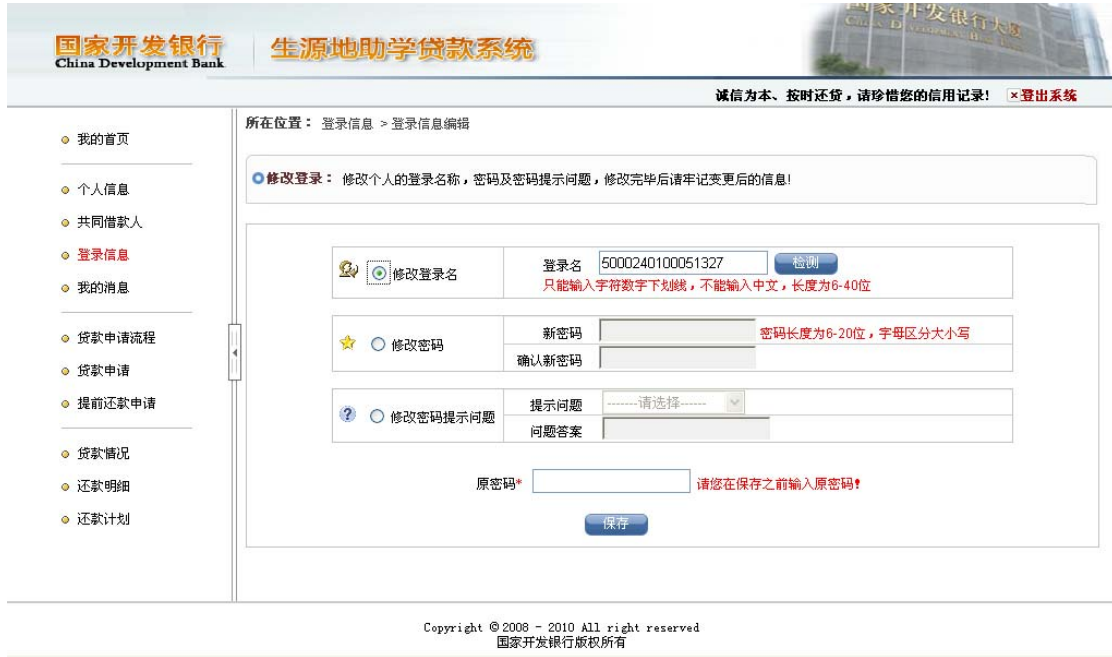 国家开发银行大厦
CHINA DEVELOPMENT BANK
国家开发银行
China Development Bank
生源地助学贷款系统
诚信为本、按时还贷，请珍惜您的信用记录！ ×登出系统
所在位置： 登录信息 > 登录信息编辑
我的首页
个人信息
共同借款人
登录信息
我的消息
贷款申请流程
贷款申请
提前还款申请
贷款情况
还款明细
还款计划
修改登录： 修改个人的登录名称，密码及密码提示问题，修改完毕后请牢记变更后的信息!
修改登录名 登录名 5000240100051327 检测
只能输入字符数字下划线，不能输入中文，长度为6-40位
修改密码 新密码 密码长度为6-20位，字母区分大小写
确认新密码
修改密码提示问题 提示问题 -------请选择------
问题答案
原密码* 请您在保存之前输入原密码!
保存
Copyright ©2008 - 2010 All right reserved
国家开发银行版权所有